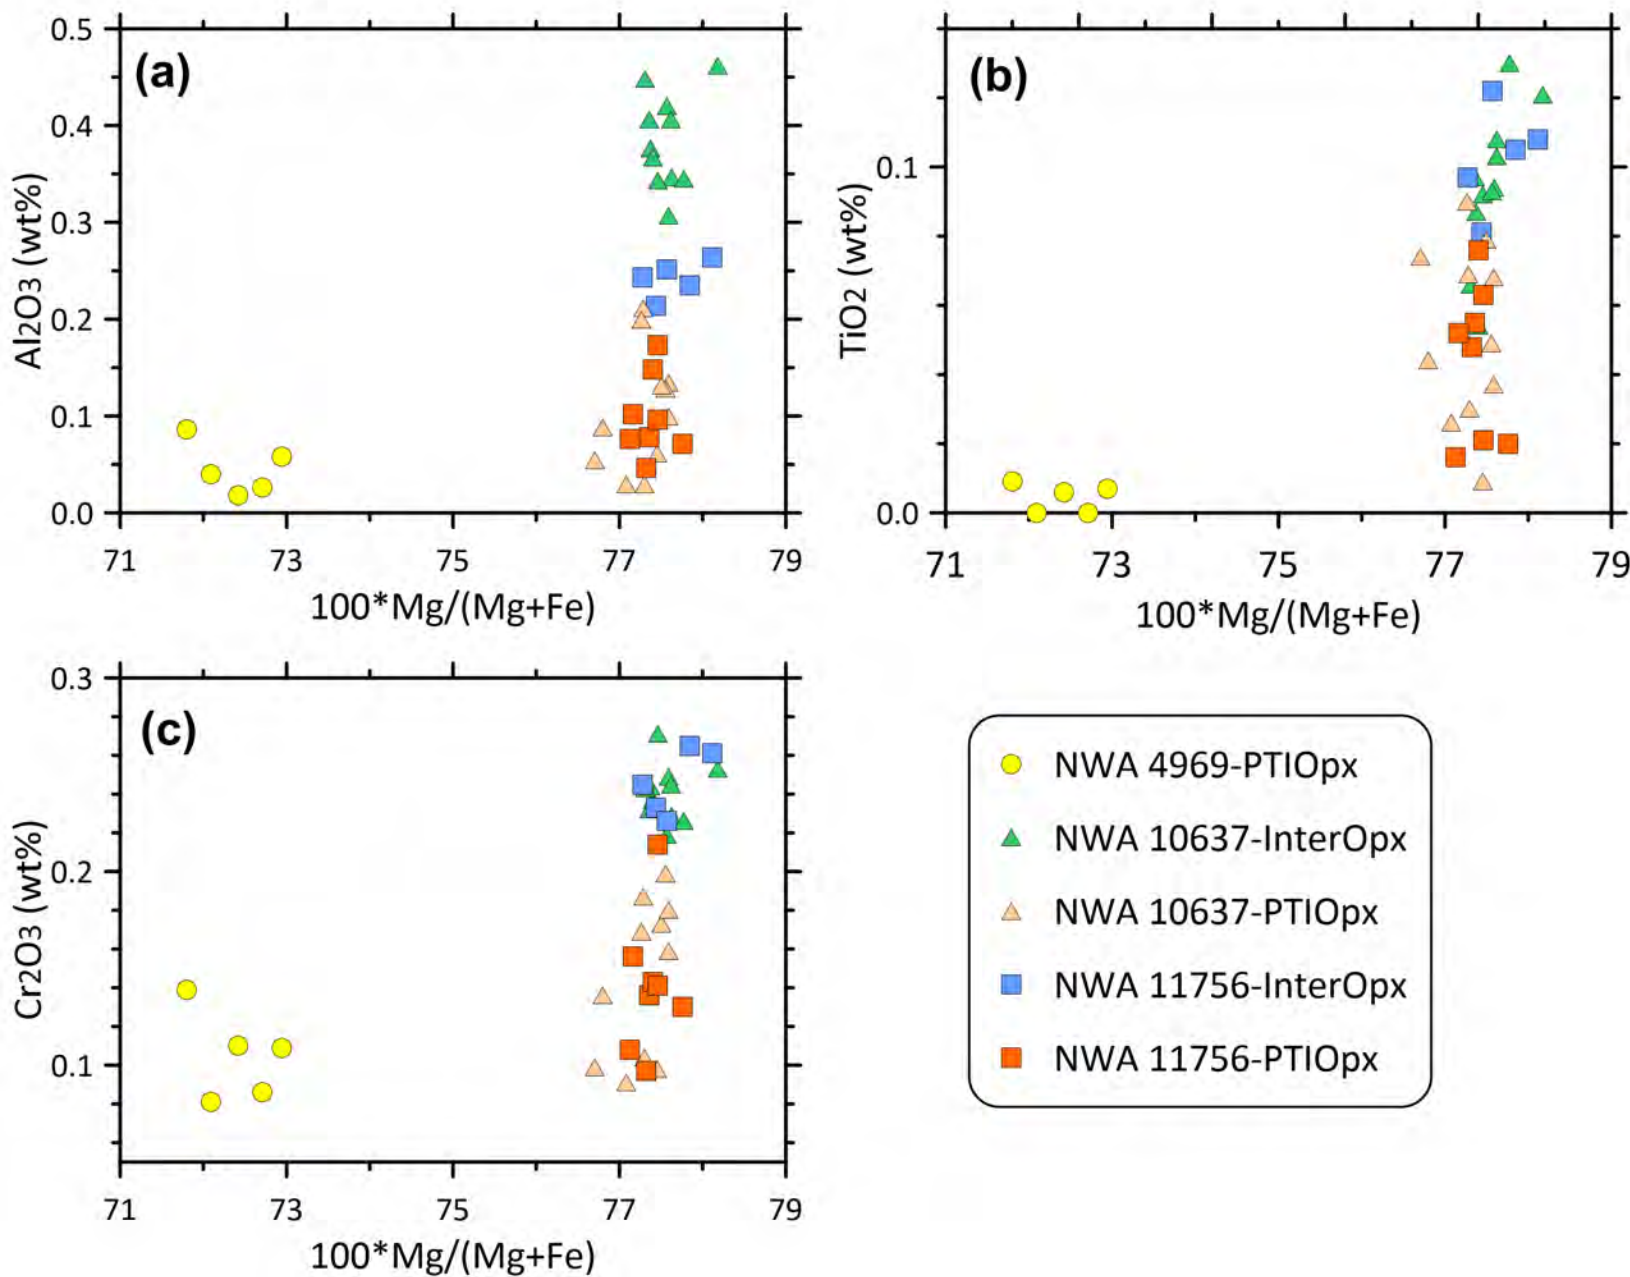 (a)
0.5
0.4
0.3
0.2
0.1
0.0
Al2O3 (wt%)
71 73 75 77 79
100*Mg/(Mg+Fe)
(b)
0.1
0.0
TiO2 (wt%)
71 73 75 77 79
100*Mg/(Mg+Fe)
(c)
0.3
0.2
0.1
Cr2O3 (wt%)
71 73 75 77 79
100*Mg/(Mg+Fe)
NWA 4969-PTIOpx
NWA 10637-InterOpx
NWA 10637-PTIOpx
NWA 11756-InterOpx
NWA 11756-PTIOpx